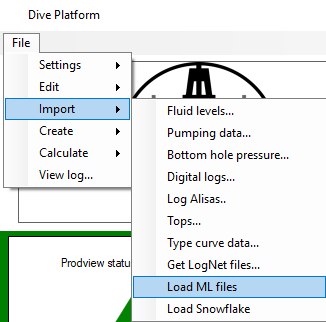 Dive Platform
File
Settings
Edit
Import
Create
Calculate
View log...
Fluid levels...
Pumping data...
Bottom hole pressure...
Digital logs...
Log Alisas..
Tops...
Type curve data...
Get LogNet files...
Load ML files
Load Snowflake
Prodview statu